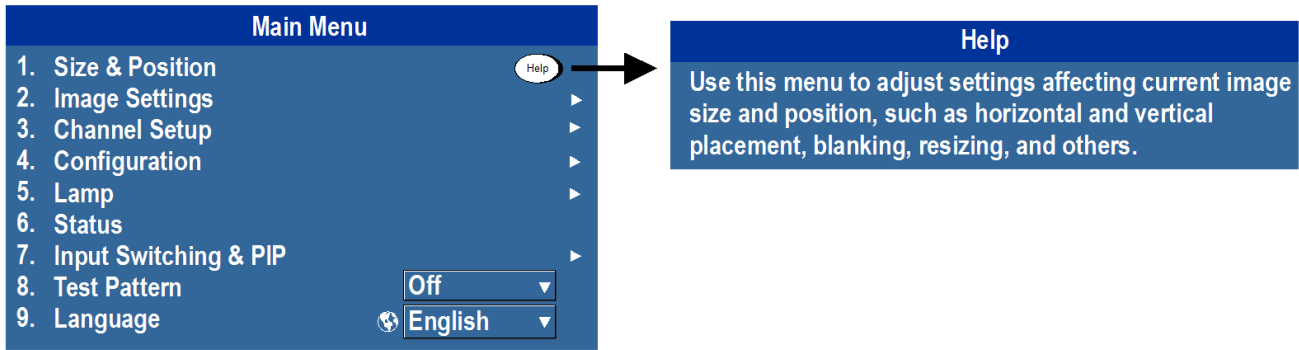 Main Menu
1. Size & Position
Help
2. Image Settings
3. Channel Setup
4. Configuration
5. Lamp
6. Status
7. Input Switching & PIP
8. Test Pattern Off
9. Language English
Help
Use this menu to adjust settings affecting current image
size and position, such as horizontal and vertical
placement, blanking, resizing, and others.